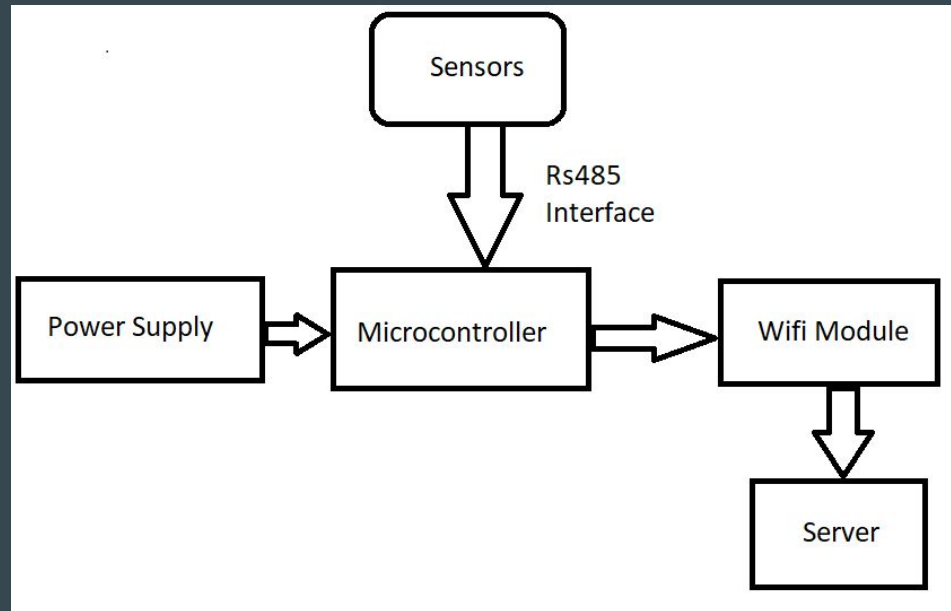 Sensors
Rs485
Interface
Power Supply
Microcontroller
Wifi Module
Server